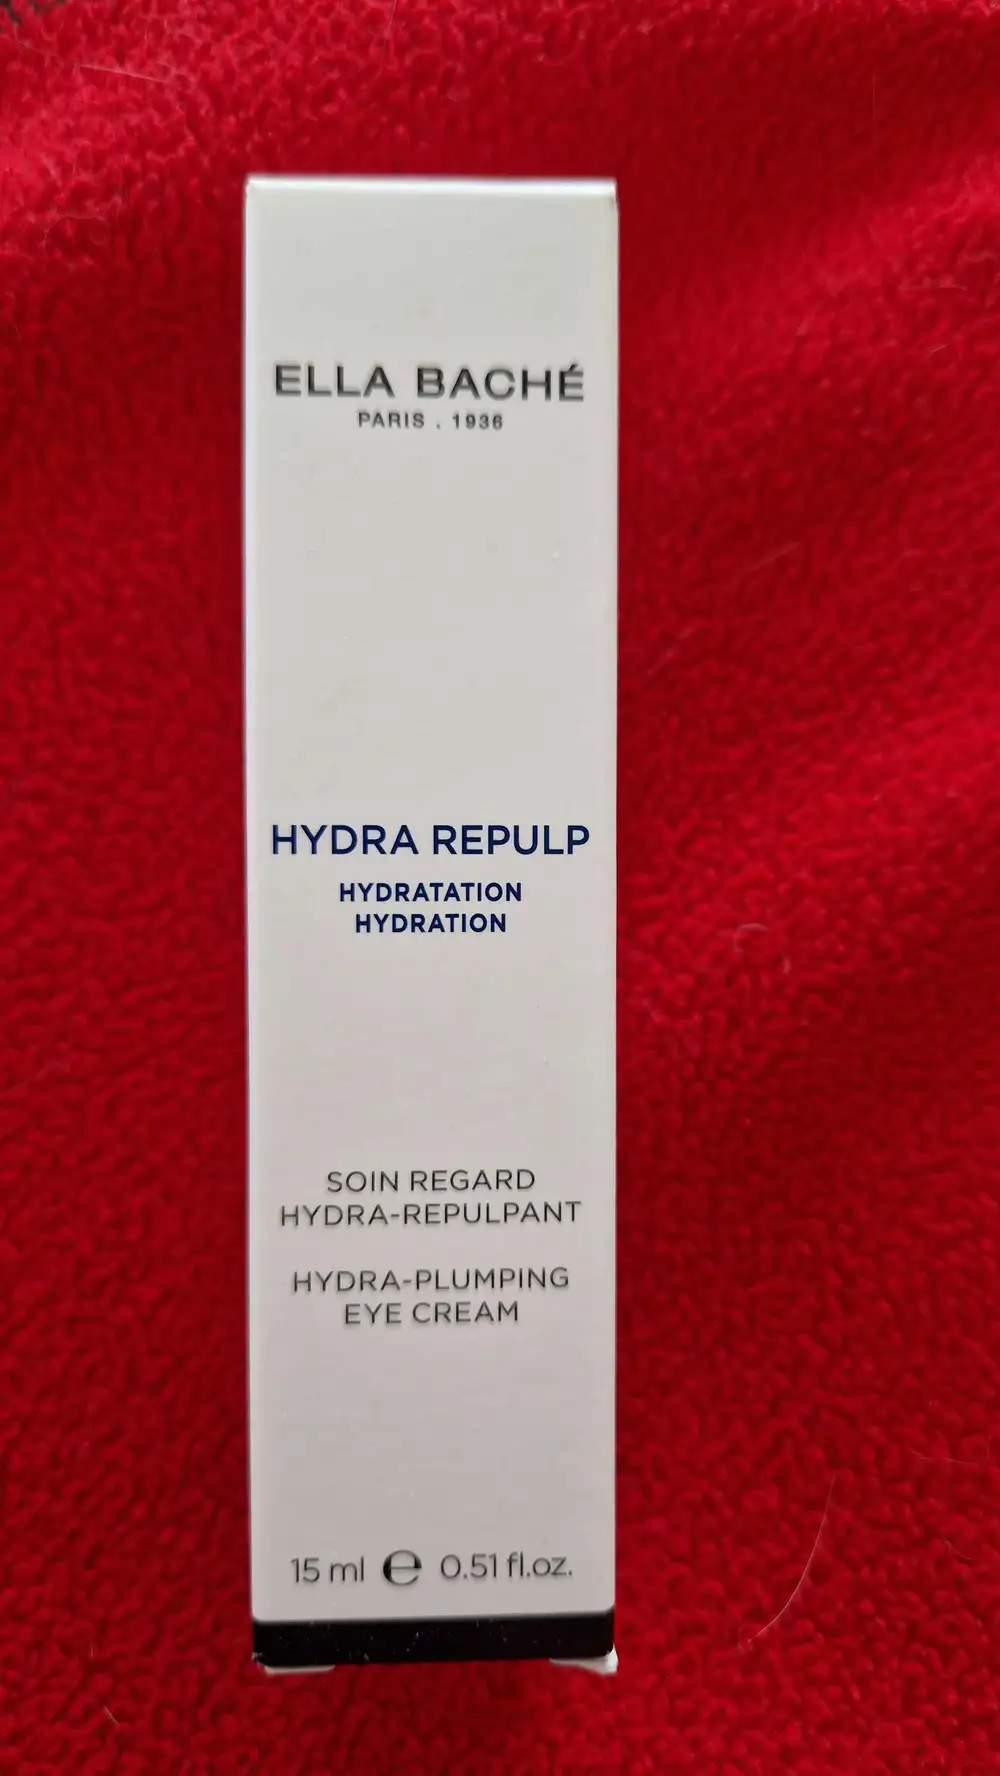 ELLA BACHÉ
PARIS . 1936
HYDRA REPULP
HYDRATATION
HYDRATION
SOIN REGARD
HYDRA-REPULPANT
HYDRA-PLUMPING
EYE CREAM
15 ml ℮ 0.51 fl.oz.